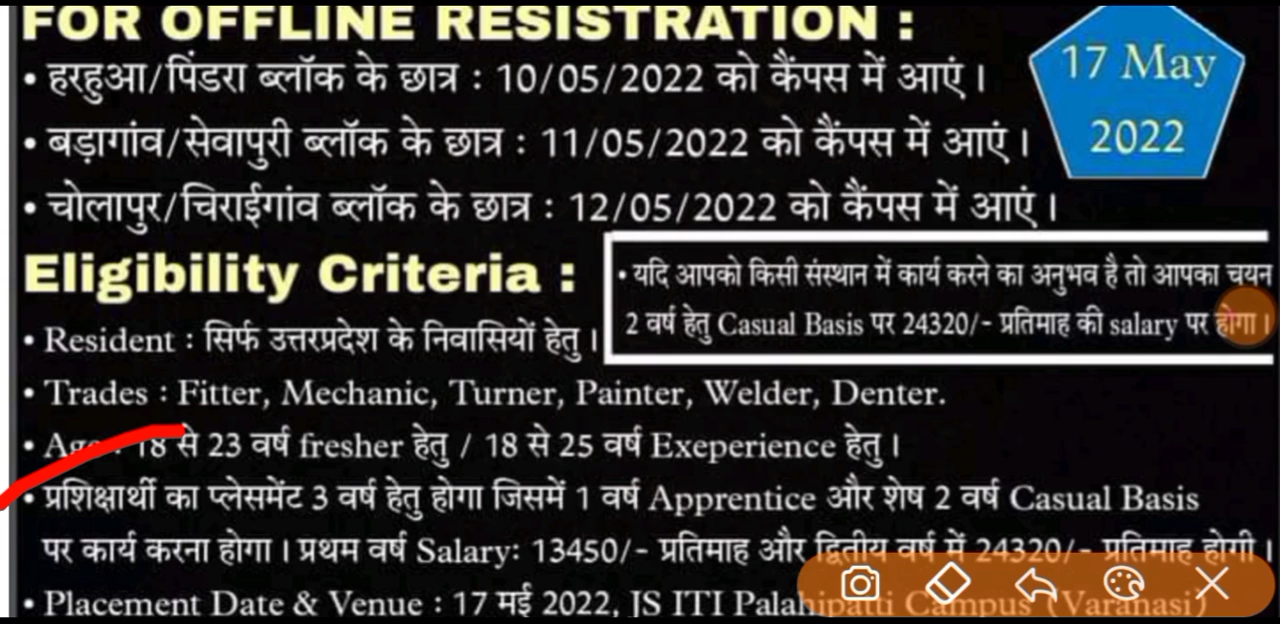 FOR OFFLINE RESISTRATION :
17 May
2022
• हरहुआ/पिंडरा ब्लॉक के छात्र : 10/05/2022 को कैंपस में आएं।
• बड़ागांव/सेवापुरी ब्लॉक के छात्र : 11/05/2022 को कैंपस में आएं।
• चोलापुर/चिराईगांव ब्लॉक के छात्र : 12/05/2022 को कैंपस में आएं।
Eligibility Criteria :
• यदि आपको किसी संस्थान में कार्य करने का अनुभव है तो आपका चयन
2 वर्ष हेतु Casual Basis पर 24320/- प्रतिमाह की salary पर होगा।
• Resident : सिर्फ उत्तरप्रदेश के निवासियों हेतु।
• Trades : Fitter, Mechanic, Turner, Painter, Welder, Denter.
• Age : 18 से 23 वर्ष fresher हेतु / 18 से 25 वर्ष Exeperience हेतु।
• प्रशिक्षार्थी का प्लेसमेंट 3 वर्ष हेतु होगा जिसमें 1 वर्ष Apprentice और शेष 2 वर्ष Casual Basis
पर कार्य करना होगा। प्रथम वर्ष Salary: 13450/- प्रतिमाह और द्वितीय वर्ष में 24320/- प्रतिमाह होगी।
• Placement Date & Venue : 17 मई 2022, JS ITI Palahipatti Campus (Varanasi)